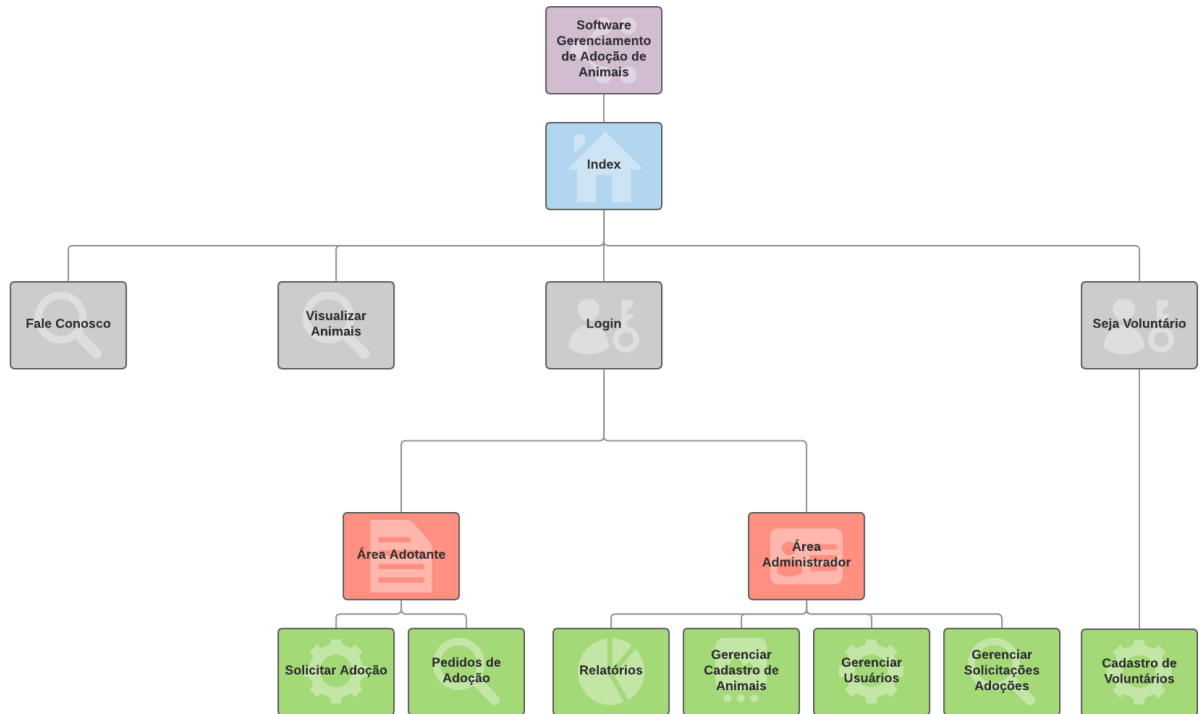 Software
Gerenciamento
de Adoção de
Animais
Index
Fale Conosco
Visualizar
Animais
Login
Seja Voluntário
Área Adotante
Área
Administrador
Solicitar Adoção
Pedidos de
Adoção
Relatórios
Gerenciar
Cadastro de
Animais
Gerenciar
Usuários
Gerenciar
Solicitações
Adoções
Cadastro de
Voluntários